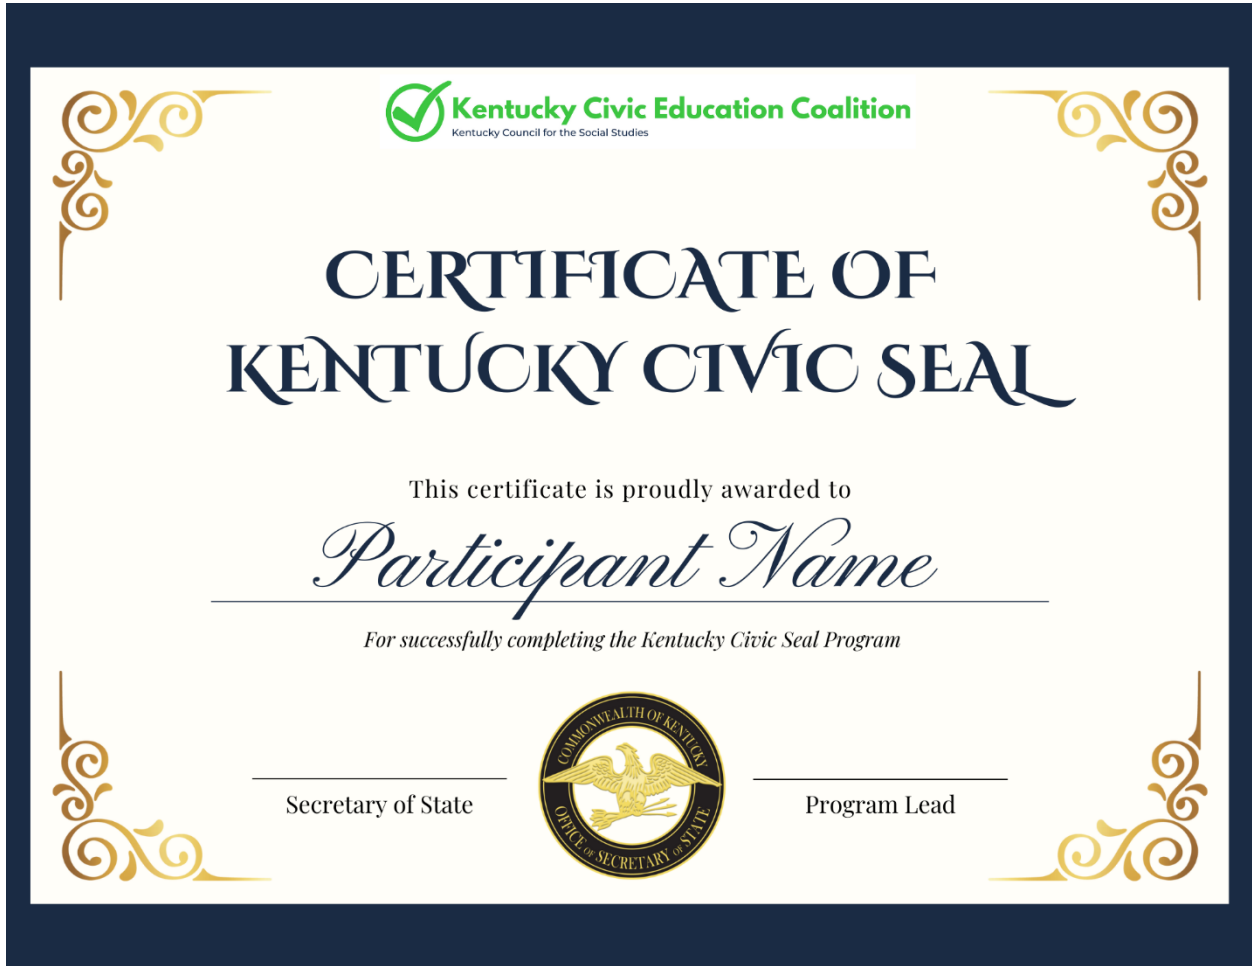 Kentucky Civic Education Coalition
Kentucky Council for the Social Studies
CERTIFICATE OF
KENTUCKY CIVIC SEAL
This certificate is proudly awarded to
Participant Name
For successfully completing the Kentucky Civic Seal Program
COMMONWEALTH OF KENTUCKY
OFFICE OF SECRETARY OF STATE
Secretary of State
Program Lead